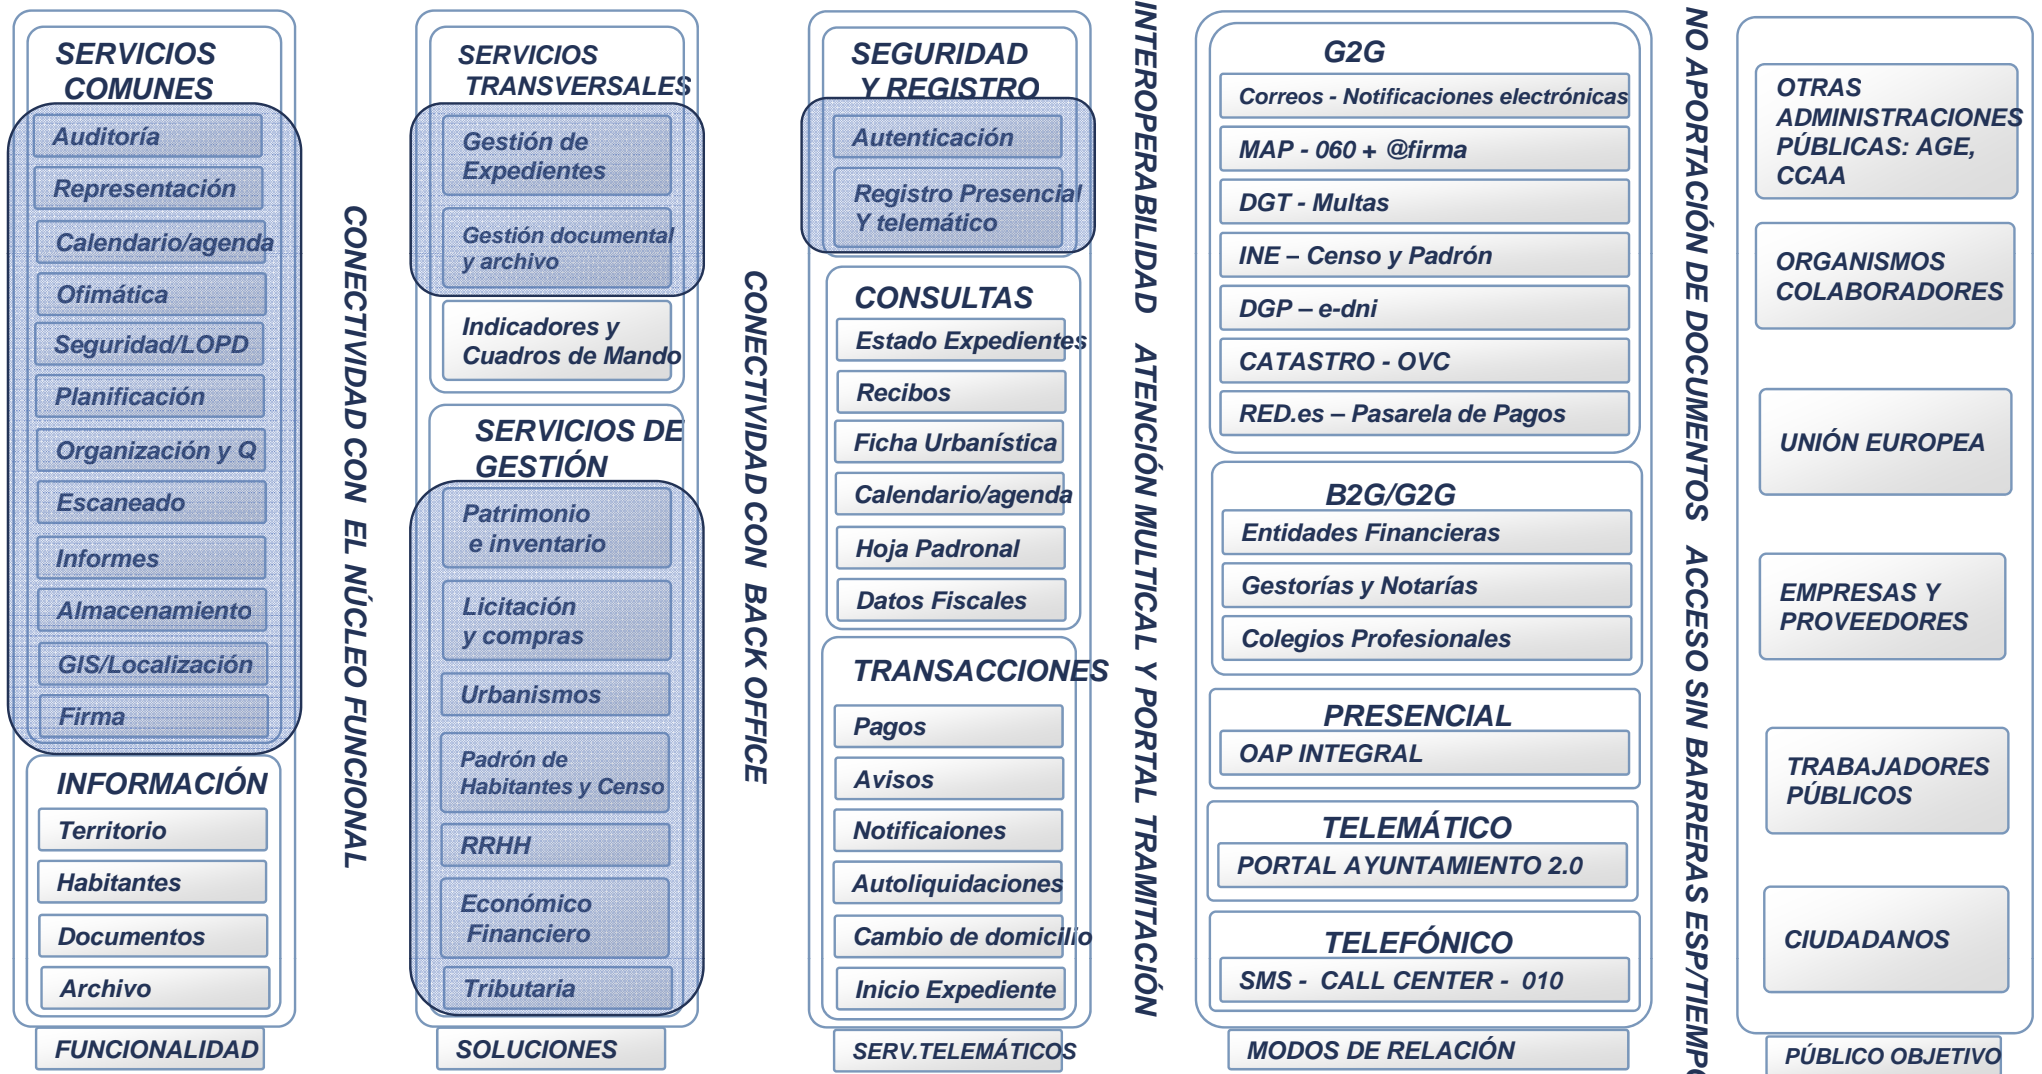 SERVICIOS
COMUNES
Auditoría
Representación
Calendario/agenda
Ofimática
Seguridad/LOPD
Planificación
Organización y Q
Escaneado
Informes
Almacenamiento
GIS/Localización
Firma
INFORMACIÓN
Territorio
Habitantes
Documentos
Archivo
FUNCIONALIDAD
CONECTIVIDAD CON EL NÚCLEO FUNCIONAL
SERVICIOS
TRANSVERSALES
Gestión de
Expedientes
Gestión documental
y archivo
Indicadores y
Cuadros de Mando
SERVICIOS DE
GESTIÓN
Patrimonio
e inventario
Licitación
y compras
Urbanismos
Padrón de
Habitantes y Censo
RRHH
Económico
Financiero
Tributaria
SOLUCIONES
CONECTIVIDAD CON BACK OFFICE
SEGURIDAD
Y REGISTRO
Autenticación
Registro Presencial
Y telemático
CONSULTAS
Estado Expedientes
Recibos
Ficha Urbanística
Calendario/agenda
Hoja Padronal
Datos Fiscales
TRANSACCIONES
Pagos
Avisos
Notificaiones
Autoliquidaciones
Cambio de domicilio
Inicio Expediente
SERV.TELEMÁTICOS
INTEROPERABILIDAD ATENCIÓN MULTICAL Y PORTAL TRAMITACIÓN
G2G
Correos - Notificaciones electrónicas
MAP - 060 + @firma
DGT - Multas
INE – Censo y Padrón
DGP – e-dni
CATASTRO - OVC
RED.es – Pasarela de Pagos
B2G/G2G
Entidades Financieras
Gestorías y Notarías
Colegios Profesionales
PRESENCIAL
OAP INTEGRAL
TELEMÁTICO
PORTAL AYUNTAMIENTO 2.0
TELEFÓNICO
SMS - CALL CENTER - 010
MODOS DE RELACIÓN
NO APORTACIÓN DE DOCUMENTOS ACCESO SIN BARRERAS ESP/TIEMPO
OTRAS
ADMINISTRACIONES
PÚBLICAS: AGE,
CCAA
ORGANISMOS
COLABORADORES
UNIÓN EUROPEA
EMPRESAS Y
PROVEEDORES
TRABAJADORES
PÚBLICOS
CIUDADANOS
PÚBLICO OBJETIVO